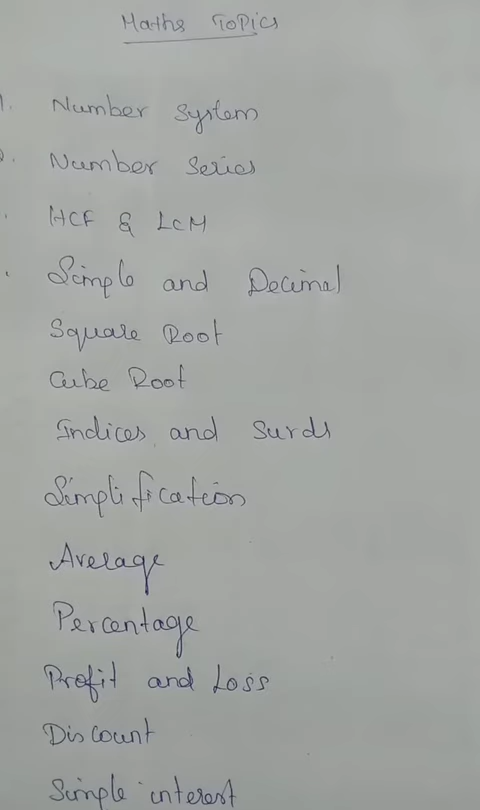 Maths Topics
1. Number System
2. Number Series
HCF & LCM
Simple and Decimal
Square Root
Cube Root
Indices and Surds
Simplification
Average
Percentage
Profit and Loss
Discount
Simple interest